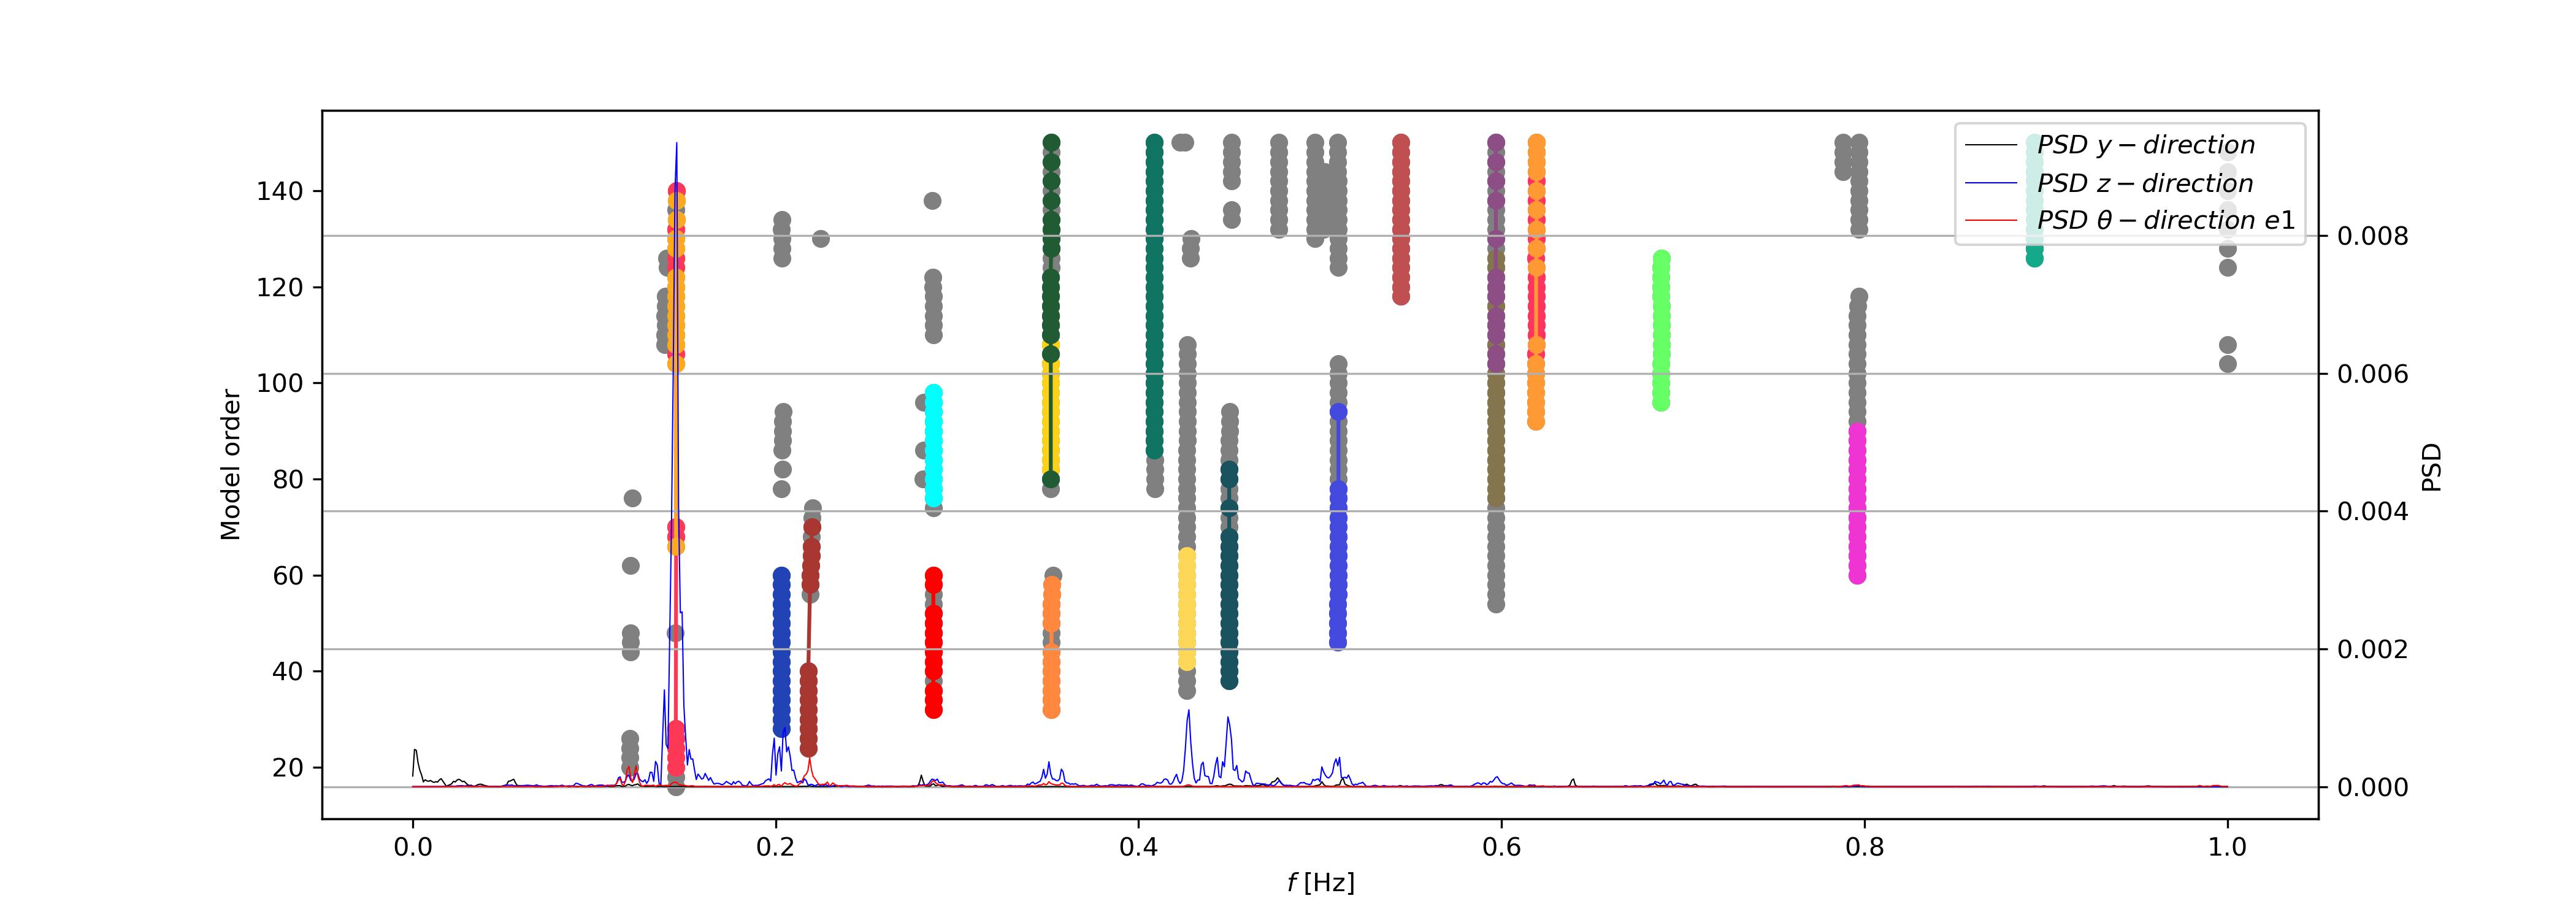 PSD y − direction
PSD z − direction
PSD θ − direction e1
140
120
100
80
60
40
20
Model order
0.008
0.006
0.004
0.002
0.000
PSD
0.0 0.2 0.4 0.6 0.8 1.0
f [Hz]